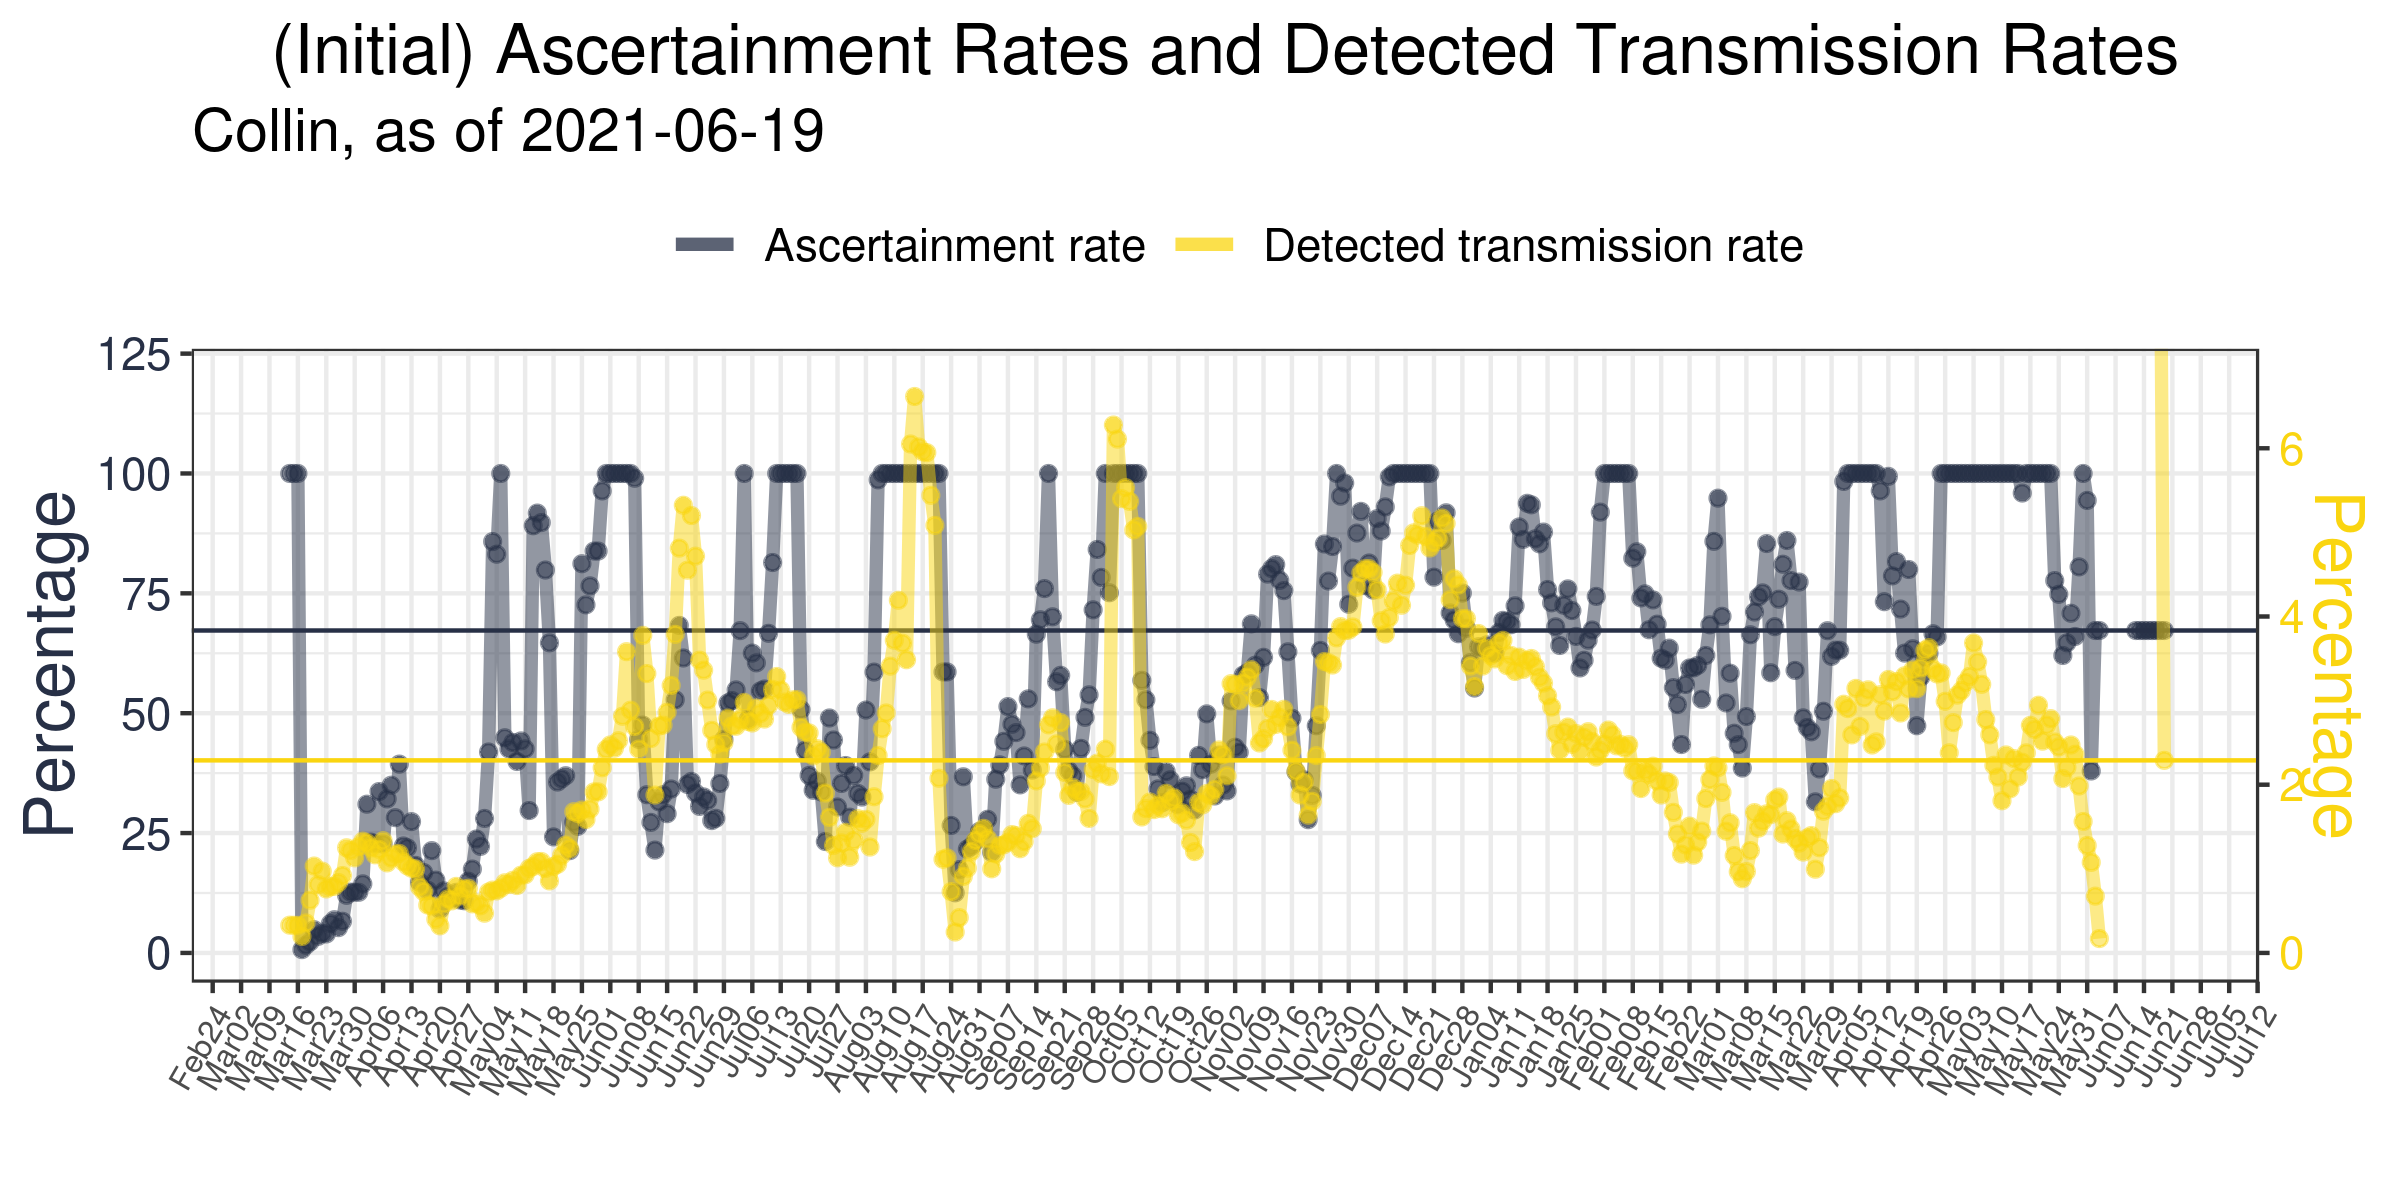 (Initial) Ascertainment Rates and Detected Transmission Rates
Collin, as of 2021-06-19
Ascertainment rate
Detected transmission rate
Percentage
125
100
75
50
25
0
6
4
2
0
Percentage
Feb24
Mar02
Mar09
Mar16
Mar23
Mar30
Apr06
Apr13
Apr20
Apr27
May04
May11
May18
May25
Jun01
Jun08
Jun15
Jun22
Jun29
Jul06
Jul13
Jul20
Jul27
Aug03
Aug10
Aug17
Aug24
Aug31
Sep07
Sep14
Sep21
Sep28
Oct05
Oct12
Oct19
Oct26
Nov02
Nov09
Nov16
Nov23
Nov30
Dec07
Dec14
Dec21
Dec28
Jan04
Jan11
Jan18
Jan25
Feb01
Feb08
Feb15
Feb22
Mar01
Mar08
Mar15
Mar22
Mar29
Apr05
Apr12
Apr19
Apr26
May03
May10
May17
May24
May31
Jun07
Jun14
Jun21
Jun28
Jul05
Jul12